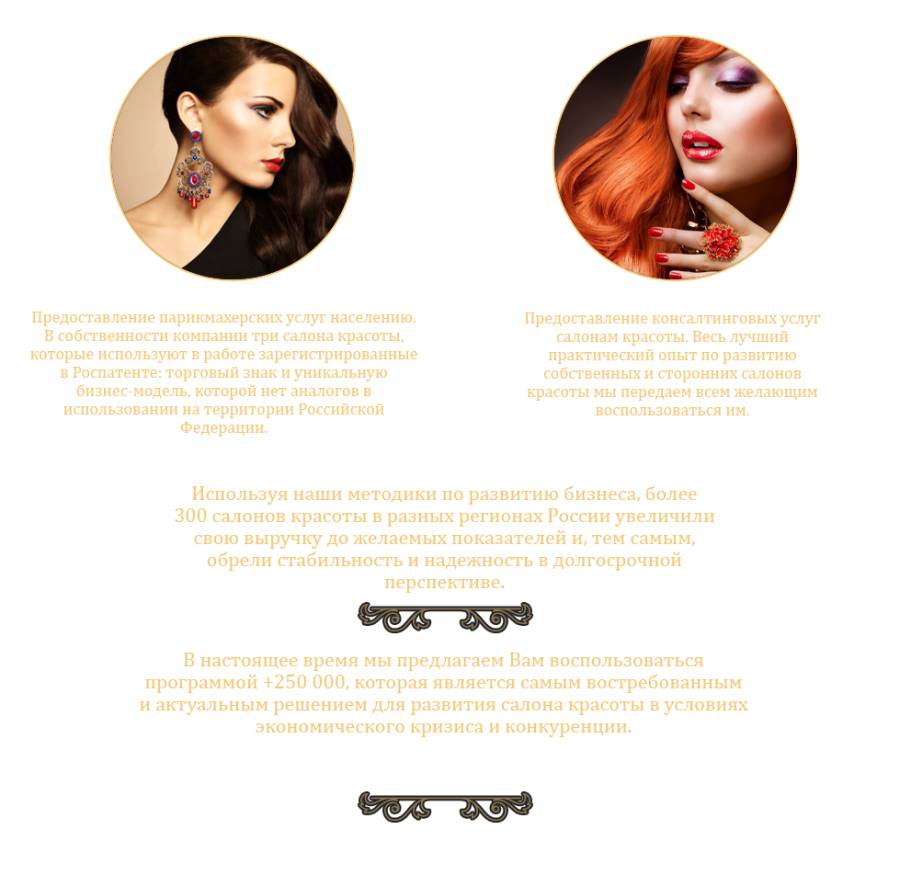 Предоставление парикмахерских услуг населению.
В собственности компании три салона красоты,
которые используют в работе зарегистрированные
в Роспатенте: торговый знак и уникальную
бизнес-модель, которой нет аналогов в
использовании на территории Российской
Федерации.
Предоставление консалтинговых услуг
салонам красоты. Весь лучший
практический опыт по развитию
собственных и сторонних салонов
красоты мы передаем всем желающим
воспользоваться им.
Используя наши методики по развитию бизнеса, более
300 салонов красоты в разных регионах России увеличили
свою выручку до желаемых показателей и, тем самым,
обрели стабильность и надежность в долгосрочной
перспективе.
В настоящее время мы предлагаем Вам воспользоваться
программой +250 000, которая является самым востребованным
и актуальным решением для развития салона красоты в условиях
экономического кризиса и конкуренции.